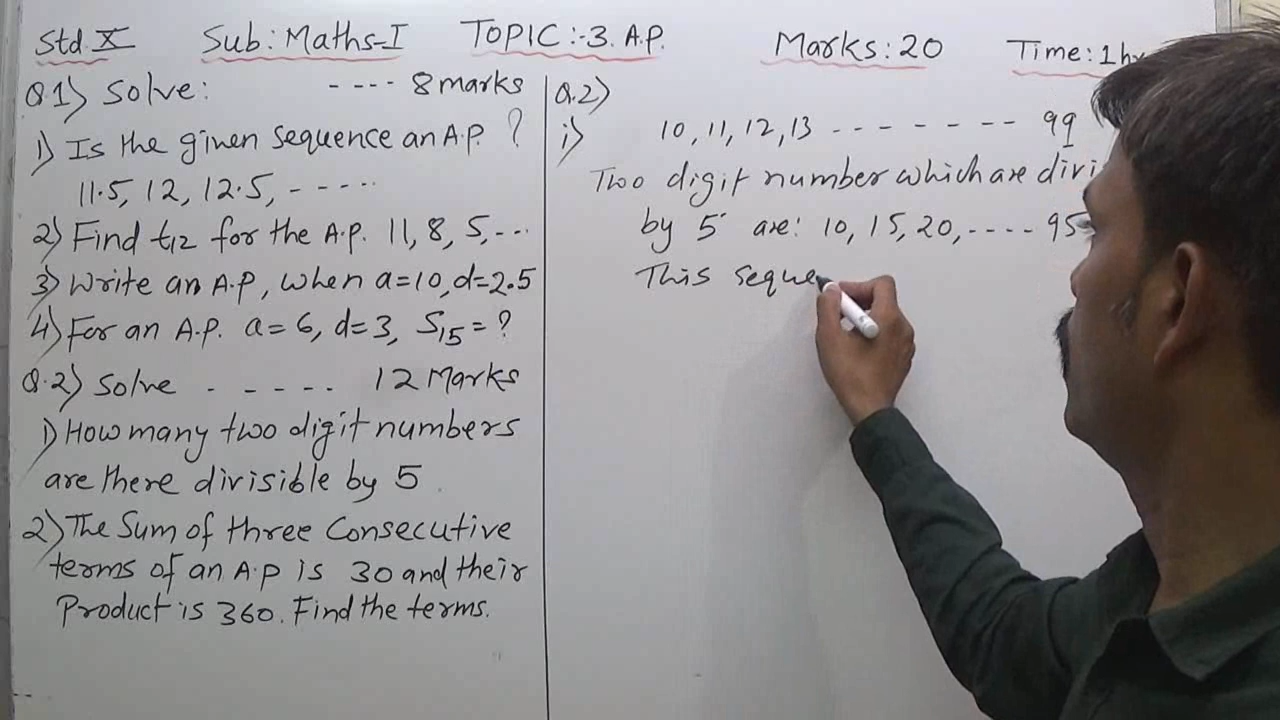 Std X Sub: Maths-I TOPIC:-3. A.P. Marks: 20 Time: 1 hr
Q.1) Solve: ---- 8 marks
1) Is the given sequence an A.P. ?
11.5, 12, 12.5, -----
2) Find t12 for the A.P. 11, 8, 5, ---
3) Write an A.P, when a=10, d=2.5
4) For an A.P. a=6, d=3, S15=?
Q.2) Solve ----- 12 Marks
1) How many two digit numbers
are there divisible by 5
2) The Sum of three Consecutive
terms of an A.P is 30 and their
Product is 360. Find the terms.
Q.2)
i) 10, 11, 12, 13 -------- 99
Two digit number which are divi
by 5 are: 10, 15, 20, ---- 95
This seque